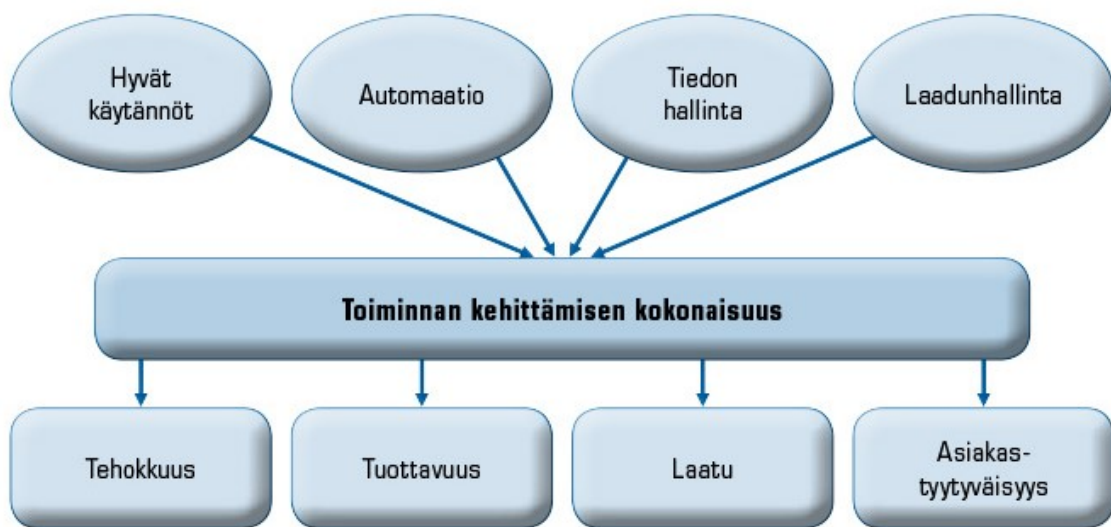 Hyvät
käytännöt
Automaatio
Tiedon
hallinta
Laadunhallinta
Toiminnan kehittämisen kokonaisuus
Tehokkuus
Tuottavuus
Laatu
Asiakas-
tyytyväisyys